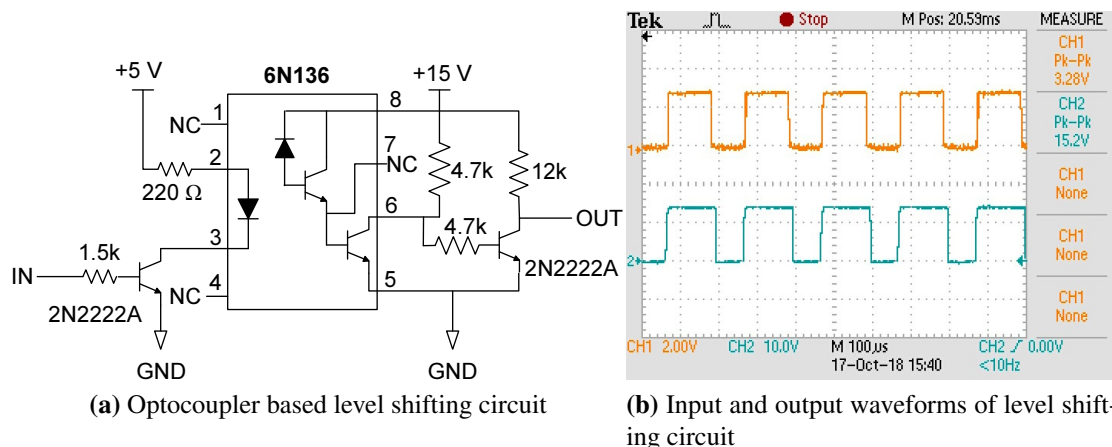 +5 V
6N136
+15 V
1
NC
8
7
NC
2
220 Ω
4.7k
12k
6
OUT
3
4.7k
1.5k
IN
4
NC
5
2N2222A
2N2222A
GND
GND
(a) Optocoupler based level shifting circuit
Tek
Stop
M Pos: 20.59ms
MEASURE
CH1
Pk-Pk
3.28V
CH2
Pk-Pk
15.2V
CH1
None
CH1
None
CH1
None
1
2
CH1 2.00V
CH2 10.0V
M 100µs
CH2 / 0.00V
17-Oct-18 15:40
<10Hz
(b) Input and output waveforms of level shift-
ing circuit